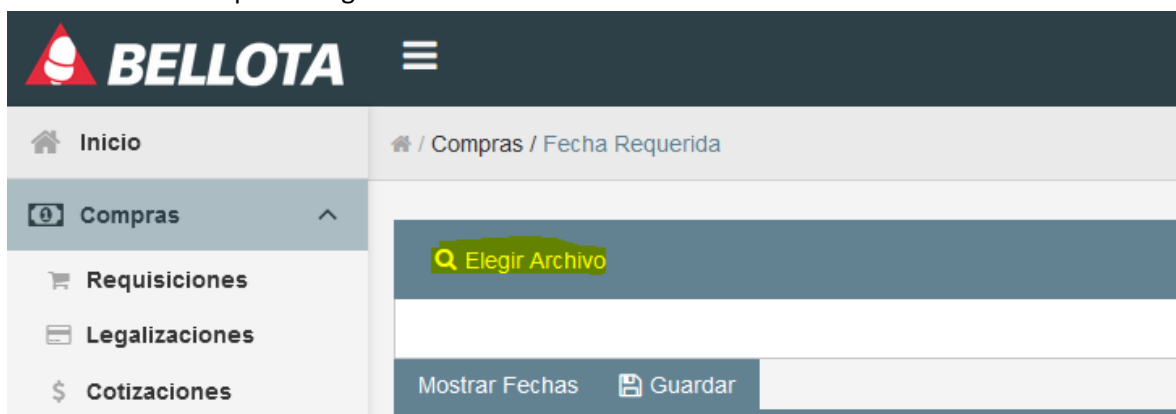 BELLOTA
Inicio
/ Compras / Fecha Requerida
Compras
Elegir Archivo
Requisiciones
Legalizaciones
$ Cotizaciones
Mostrar Fechas Guardar